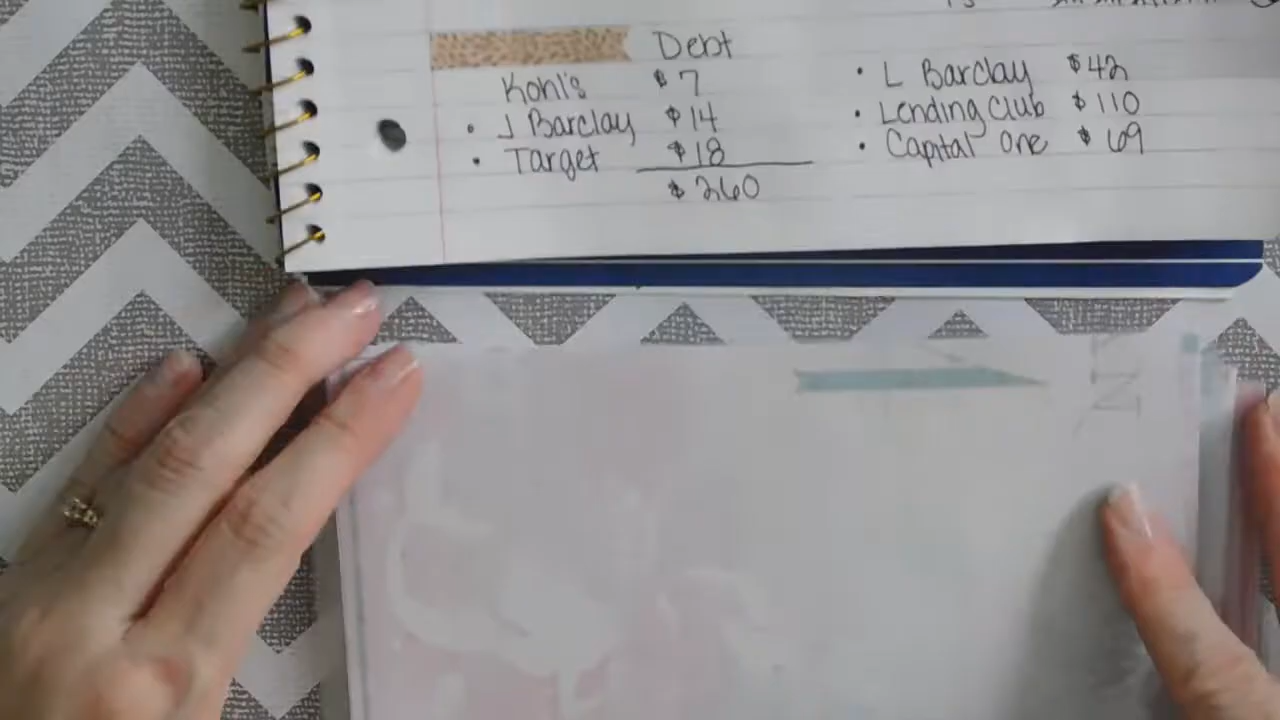 Debt
Kohl's $7
• J Barclay $14
• Target $18
$260
• L Barclay $42
• Lending Club $110
• Capital One $69